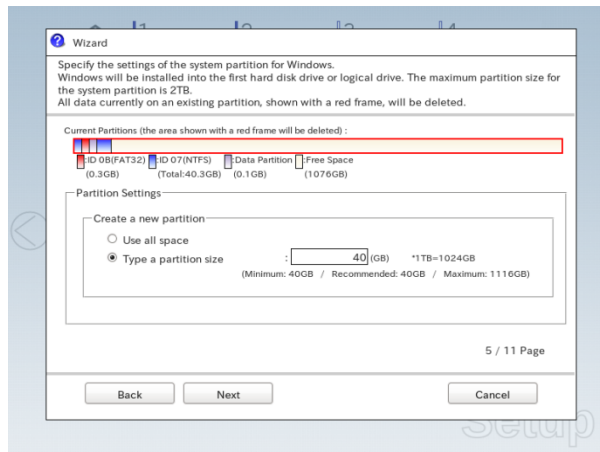 1 2 3 4
Wizard
Specify the settings of the system partition for Windows.
Windows will be installed into the first hard disk drive or logical drive. The maximum partition size for
the system partition is 2TB.
All data currently on an existing partition, shown with a red frame, will be deleted.
Current Partitions (the area shown with a red frame will be deleted) :
:ID 0B(FAT32) :ID 07(NTFS) :Data Partition :Free Space
(0.3GB) (Total:40.3GB) (0.1GB) (1076GB)
Partition Settings
Create a new partition
Use all space
Type a partition size : 40 (GB) *1TB=1024GB
(Minimum: 40GB / Recommended: 40GB / Maximum: 1116GB)
5 / 11 Page
Back Next Cancel
Setup